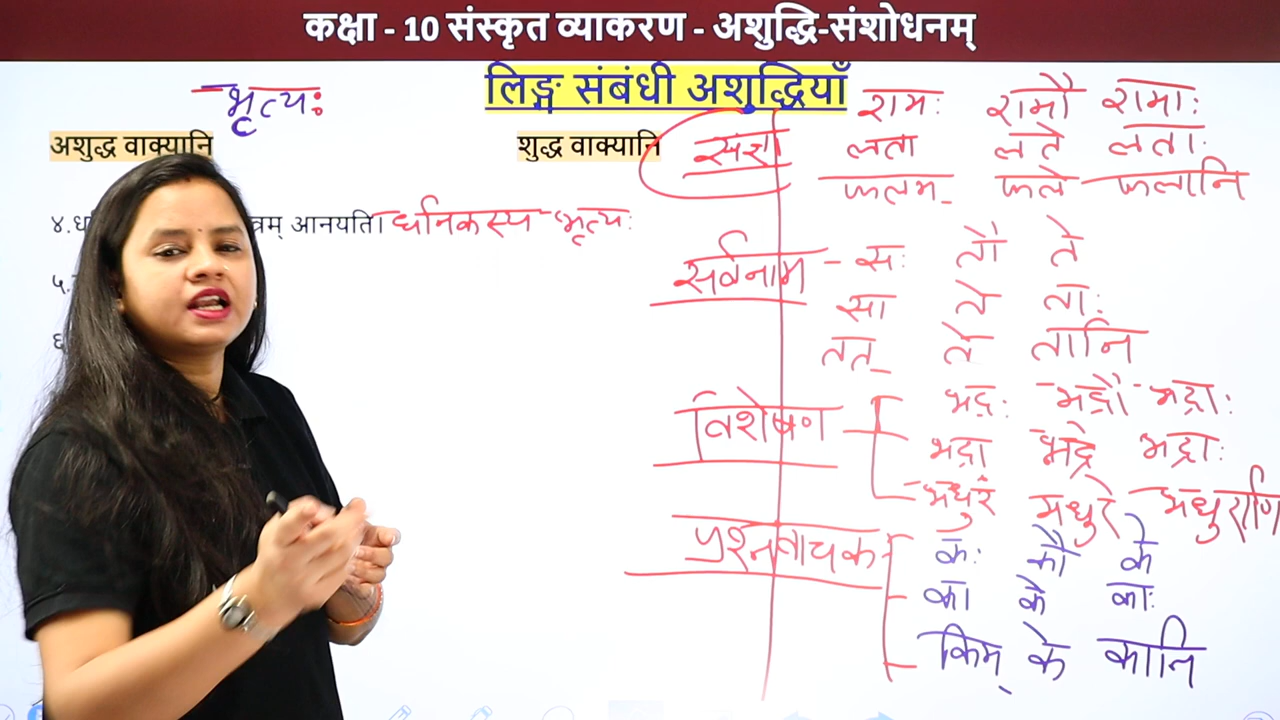 कक्षा - 10 संस्कृत व्याकरण - अशुद्धि-संशोधनम्
लिङ्ग संबंधी अशुद्धियाँ
भृत्यः
अशुद्ध वाक्यानि
शुद्ध वाक्यानि
रामः रामौ रामाः
लता लते लताः
फलम् फले फलानि
४. आनयति। धनिकस्य भृत्यः
५.
सर्वनाम - सः तौ ते
सा ते ताः
तत् ते तानि
विशेषण भद्रः भद्रौ भद्राः
भद्रा भद्रे भद्राः
मधुरं मधुरे मधुराणि
प्रश्नवाचक कः कौ के
का के काः
किम् के कानि